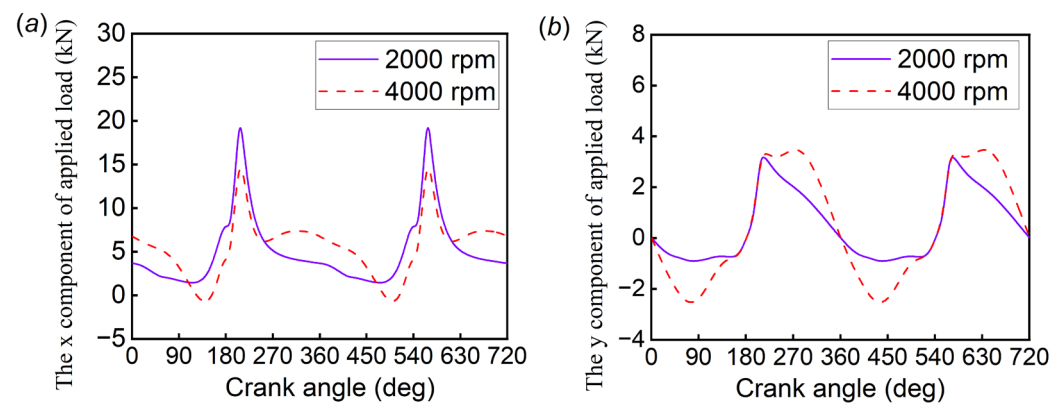 (a)
The x component of applied load (kN)
30
25
20
15
10
5
0
−5
2000 rpm
4000 rpm
0 90 180 270 360 450 540 630 720
Crank angle (deg)
(b)
The y component of applied load (kN)
8
6
4
2
0
−2
−4
2000 rpm
4000 rpm
0 90 180 270 360 450 540 630 720
Crank angle (deg)